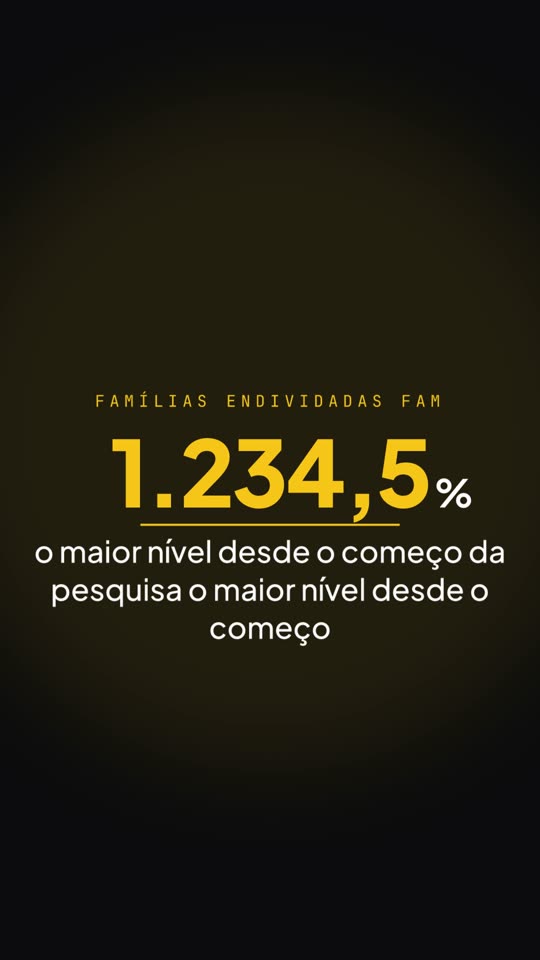 FAMÍLIAS ENDIVIDADAS FAM
1.234,5%
o maior nível desde o começo da
pesquisa o maior nível desde o
começo